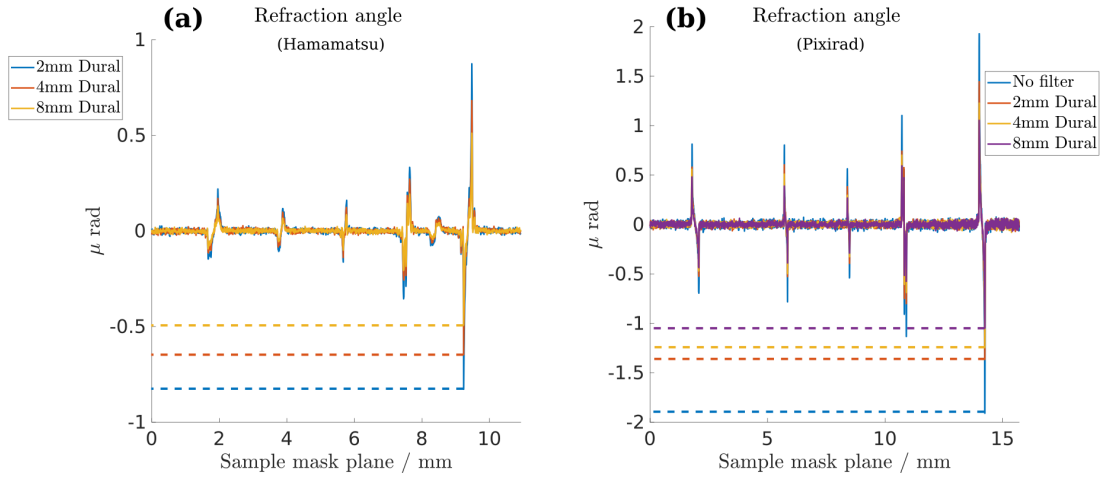 (a)
Refraction angle
(Hamamatsu)
2mm Dural
4mm Dural
8mm Dural
1
0.5
0
-0.5
-1
μ rad
0
2
4
6
8
10
Sample mask plane / mm
(b)
Refraction angle
(Pixirad)
No filter
2mm Dural
4mm Dural
8mm Dural
2
1.5
1
0.5
0
-0.5
-1
-1.5
-2
μ rad
0
5
10
15
Sample mask plane / mm